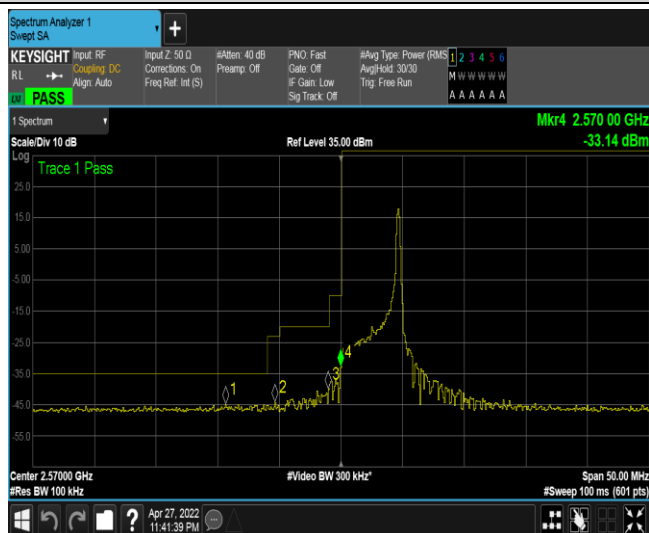 Spectrum Analyzer 1
Swept SA
+
KEYSIGHT
RL
LXI PASS
Input: RF
Coupling: DC
Align: Auto
Input Z: 50 Ω
Corrections: On
Freq Ref: Int (S)
#Atten: 40 dB
Preamp: Off
PNO: Fast
Gate: Off
IF Gain: Low
Sig Track: Off
#Avg Type: Power (RMS
Avg|Hold: 30/30
Trig: Free Run
1 2 3 4 5 6
M W W W W W
A A A A A A
1 Spectrum
Mkr4 2.570 00 GHz
Scale/Div 10 dB
Ref Level 35.00 dBm
-33.14 dBm
Log
Trace 1 Pass
25.0
15.0
5.00
-5.00
-15.0
-25.0
-35.0
-45.0
-55.0
1
2
3
4
Center 2.57000 GHz
#Video BW 300 kHz*
Span 50.00 MHz
#Res BW 100 kHz
#Sweep 100 ms (601 pts)
?
Apr 27, 2022
11:41:39 PM